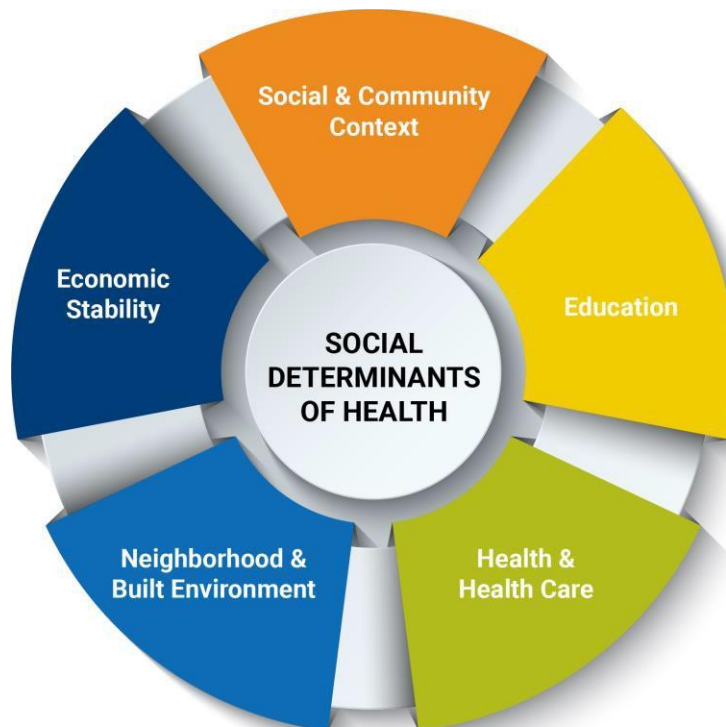 Social & Community
Context
Economic
Stability
Education
SOCIAL
DETERMINANTS
OF HEALTH
Neighborhood &
Built Environment
Health &
Health Care